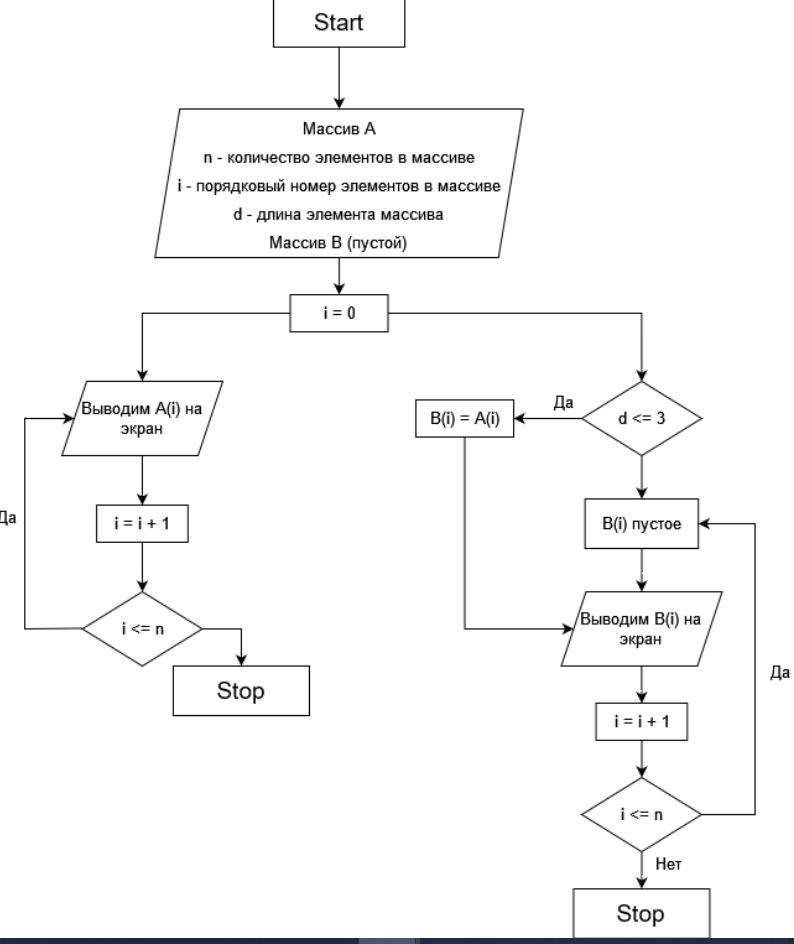 Start
Массив А
n - количество элементов в массиве
i - порядковый номер элементов в массиве
d - длина элемента массива
Массив В (пустой)
i = 0
Выводим A(i) на
экран
Да
i = i + 1
i <= n
Stop
d <= 3
Да
B(i) = A(i)
B(i) пустое
Выводим B(i) на
экран
Да
i = i + 1
i <= n
Нет
Stop